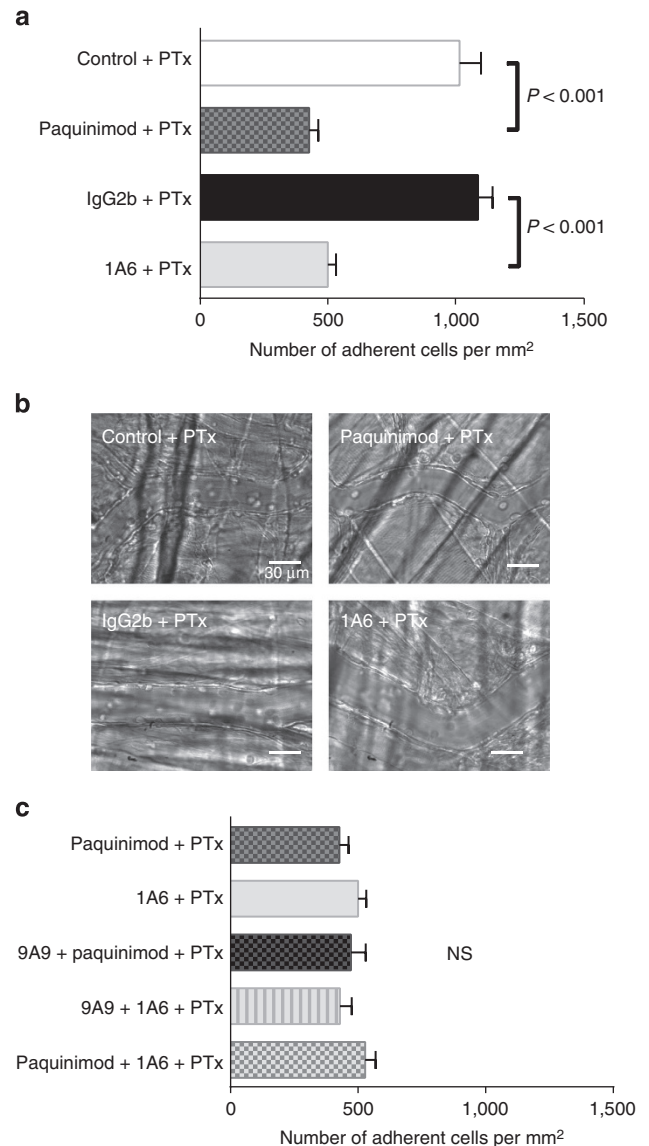 a
Control + PTx
Paquinimod + PTx
IgG2b + PTx
1A6 + PTx
P < 0.001
P < 0.001
0 500 1,000 1,500
Number of adherent cells per mm²
b
Control + PTx
30 μm
Paquinimod + PTx
IgG2b + PTx
1A6 + PTx
c
Paquinimod + PTx
1A6 + PTx
9A9 + paquinimod + PTx
NS
9A9 + 1A6 + PTx
Paquinimod + 1A6 + PTx
0 500 1,000 1,500
Number of adherent cells per mm²